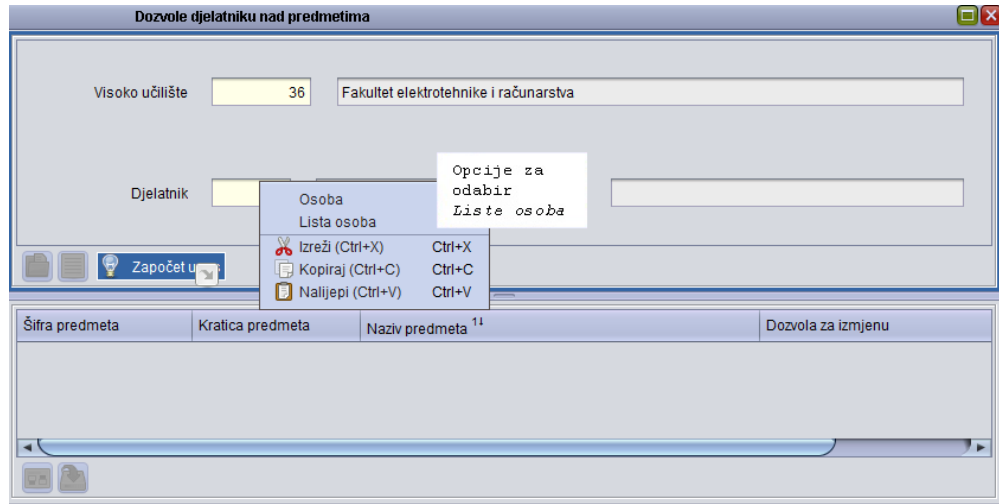 Dozvole djelatniku nad predmetima
Visoko učilište 36 Fakultet elektrotehnike i računarstva
Djelatnik
Opcije za
odabir
Liste osoba
Osoba
Lista osoba
Izreži (Ctrl+X) Ctrl+X
Kopiraj (Ctrl+C) Ctrl+C
Nalijepi (Ctrl+V) Ctrl+V
Započet
Šifra predmeta Kratica predmeta Naziv predmeta 1↓ Dozvola za izmjenu